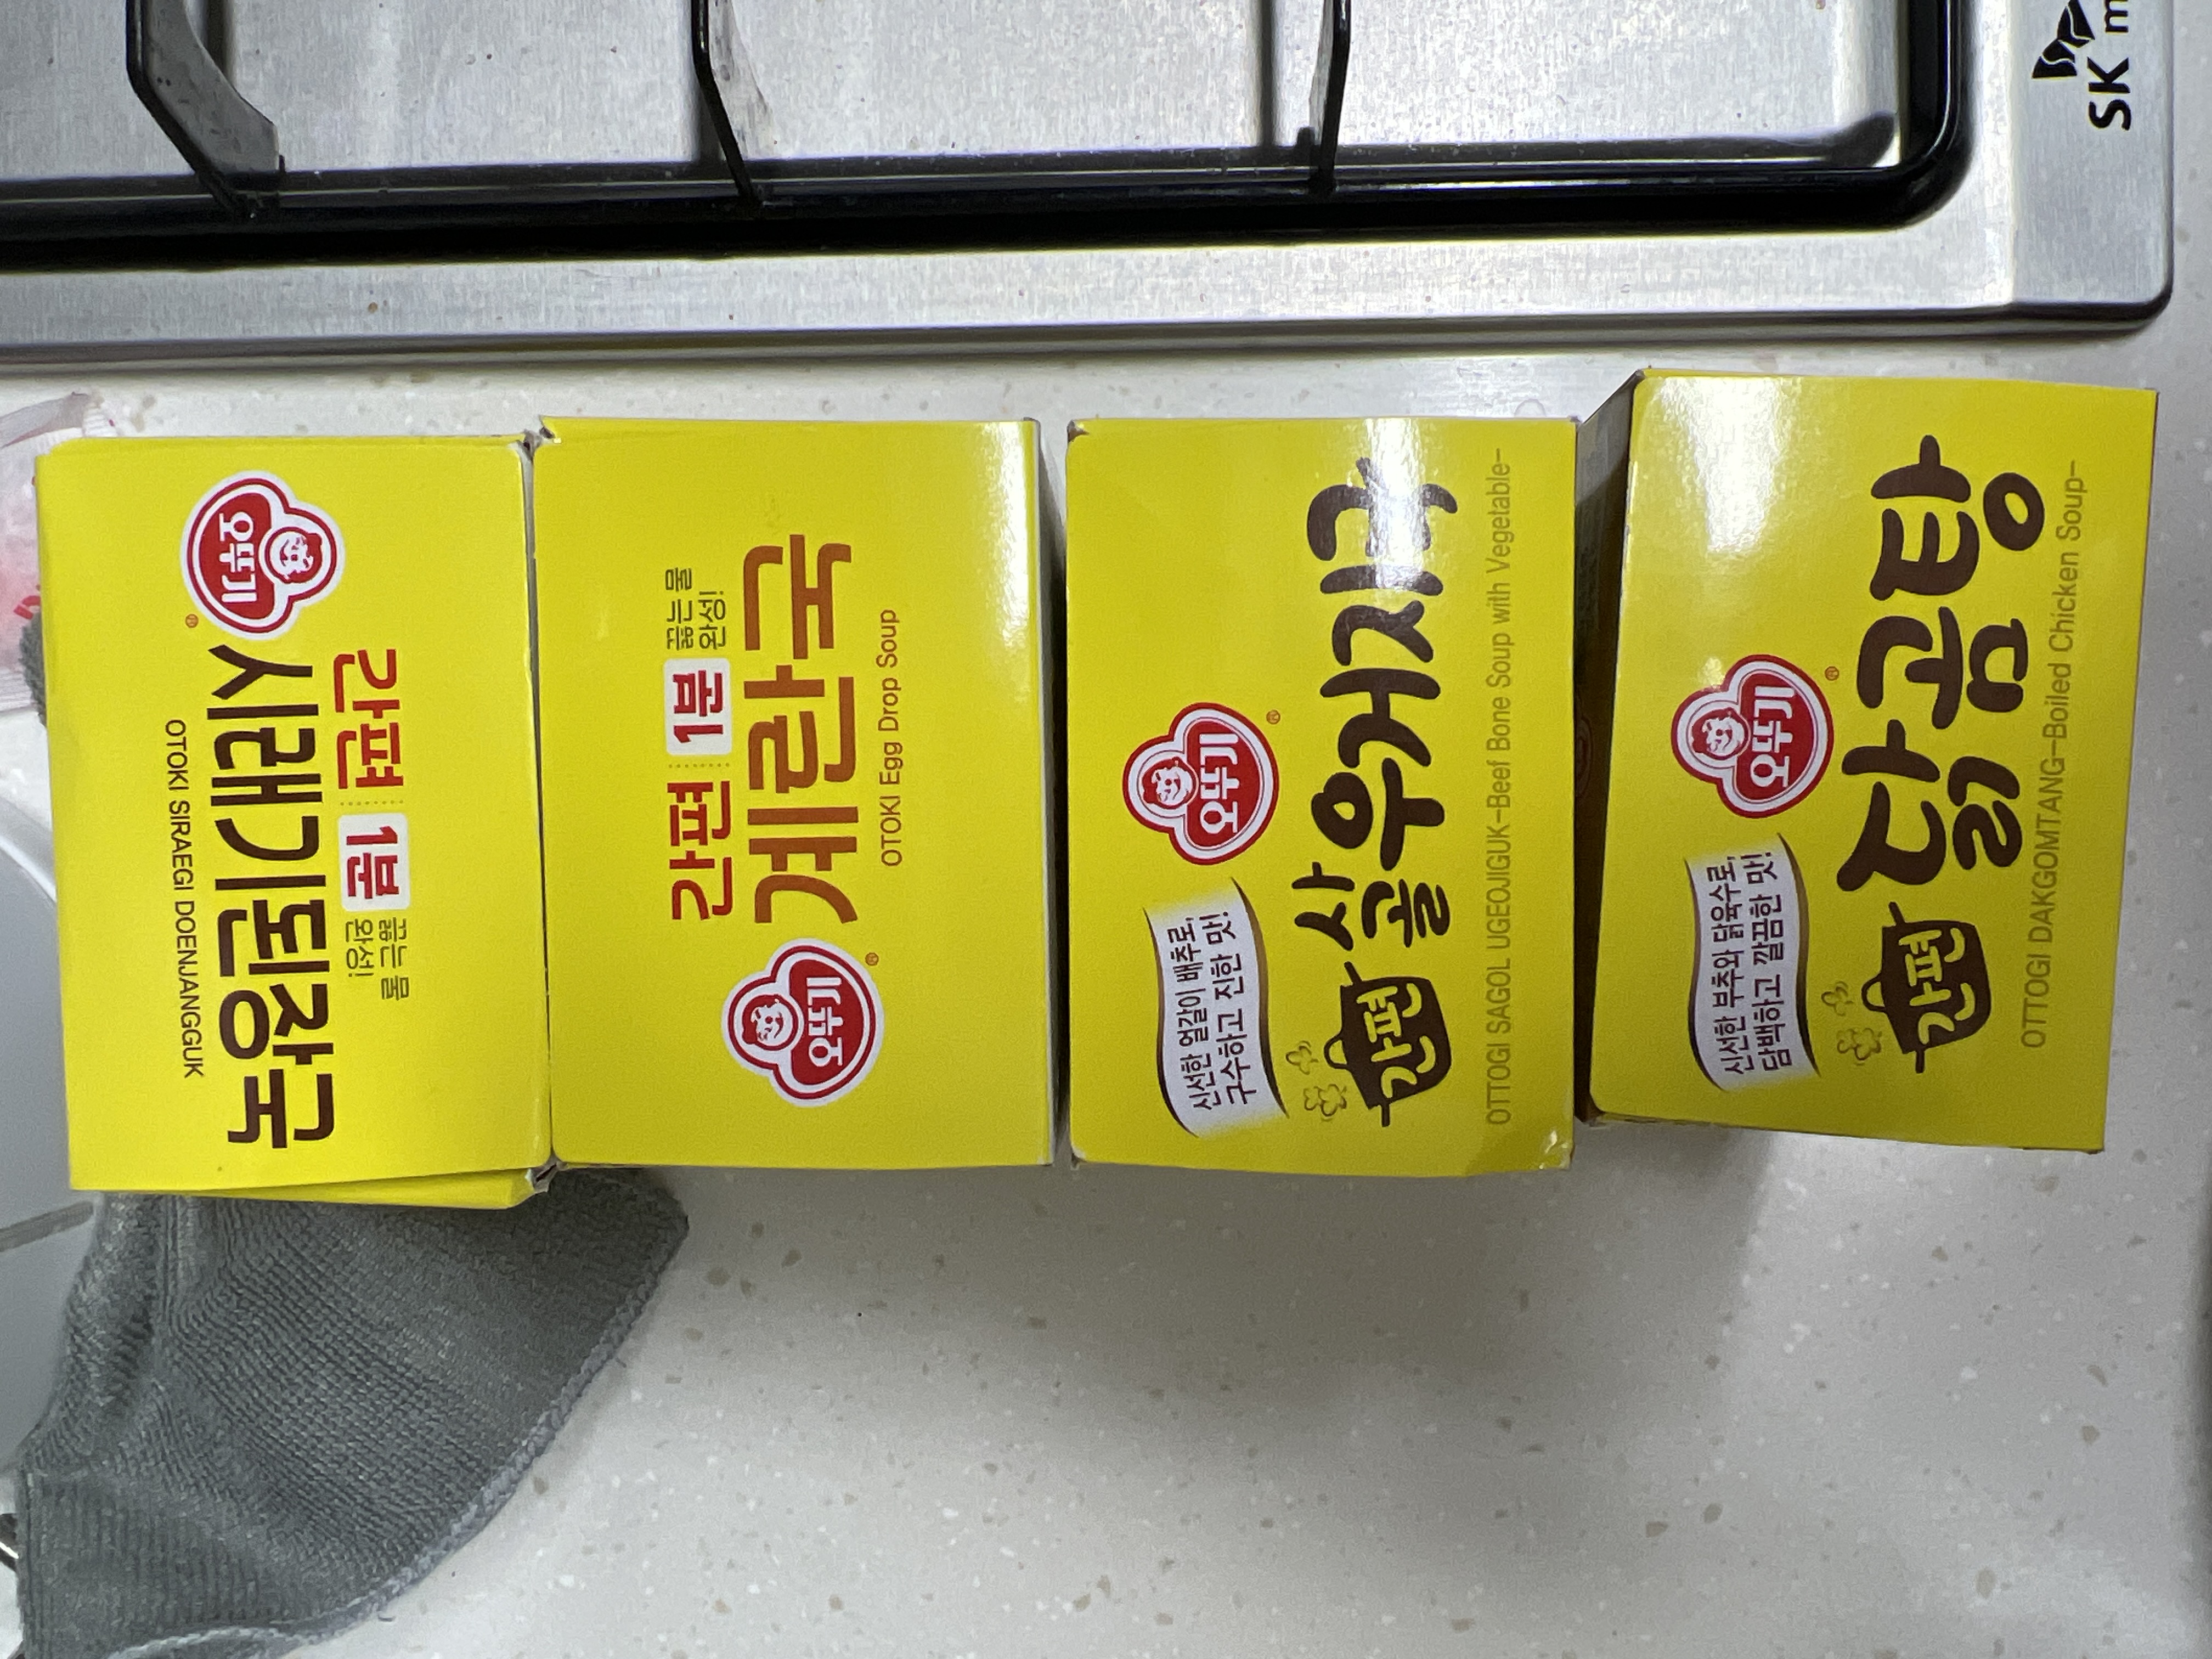 오뚜기
간편 1분 끓는 물
완성!
시래기된장국
OTOKI SIRAEGI DOENJANGGUK
간편 1분 끓는 물
완성!
오뚜기
계란국
OTOKI Egg Drop Soup
오뚜기
신선한 얼갈이 배추로,
구수하고 진한 맛!
간편 사골 우거지국
OTTOGI SAGOL UGEOJIGUK-Beef Bone Soup with Vegetable-
오뚜기
신선한 부추와 닭육수로,
담백하고 깔끔한 맛!
간편 닭곰탕
OTTOGI DAKGOMTANG-Boiled Chicken Soup-
SK m